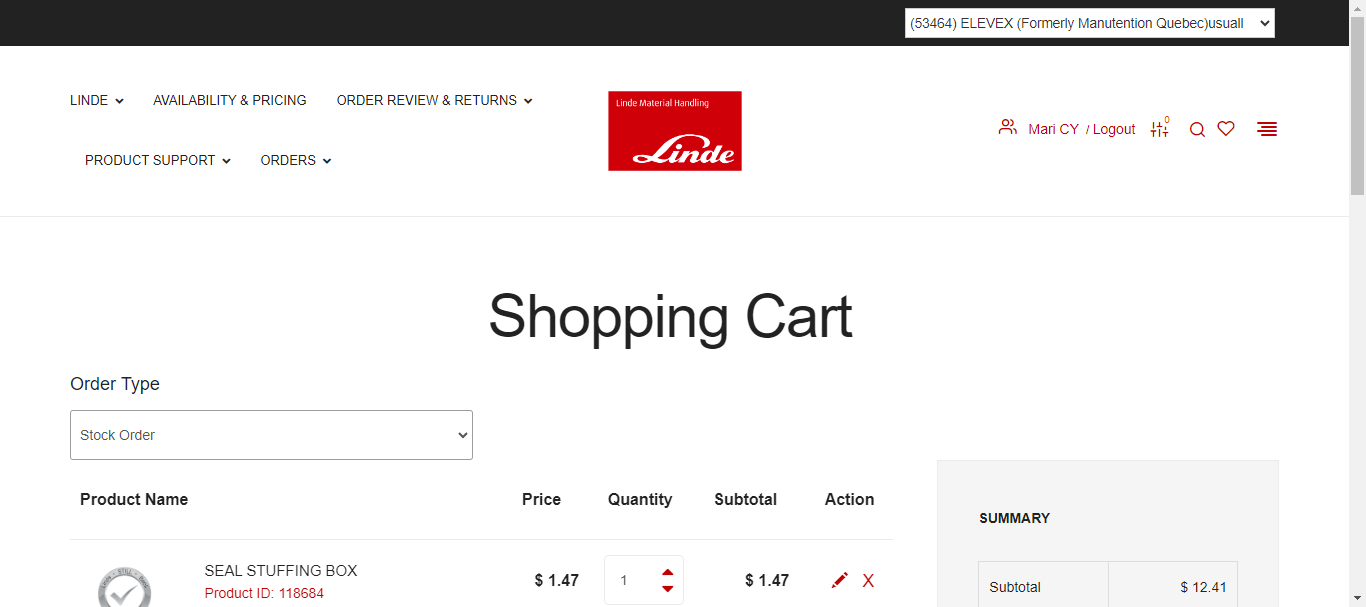 (53464) ELEVEX (Formerly Manutention Quebec)usuall
LINDE
AVAILABILITY & PRICING
ORDER REVIEW & RETURNS
PRODUCT SUPPORT
ORDERS
Linde Material Handling
Linde
Mari CY / Logout
0
Shopping Cart
Order Type
Stock Order
Product Name Price Quantity Subtotal Action
SEAL STUFFING BOX
Product ID: 118684
$ 1.47 1 $ 1.47 X
SUMMARY
Subtotal $ 12.41